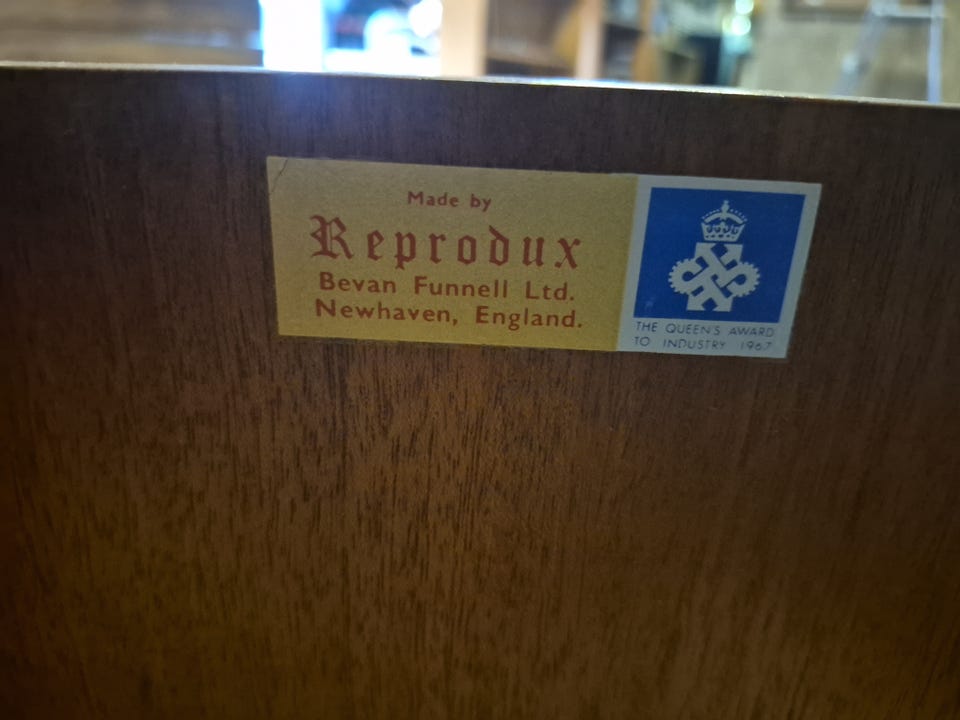 Made by
Reprodux
Bevan Funnell Ltd.
Newhaven, England.
THE QUEEN'S AWARD
TO INDUSTRY 1967